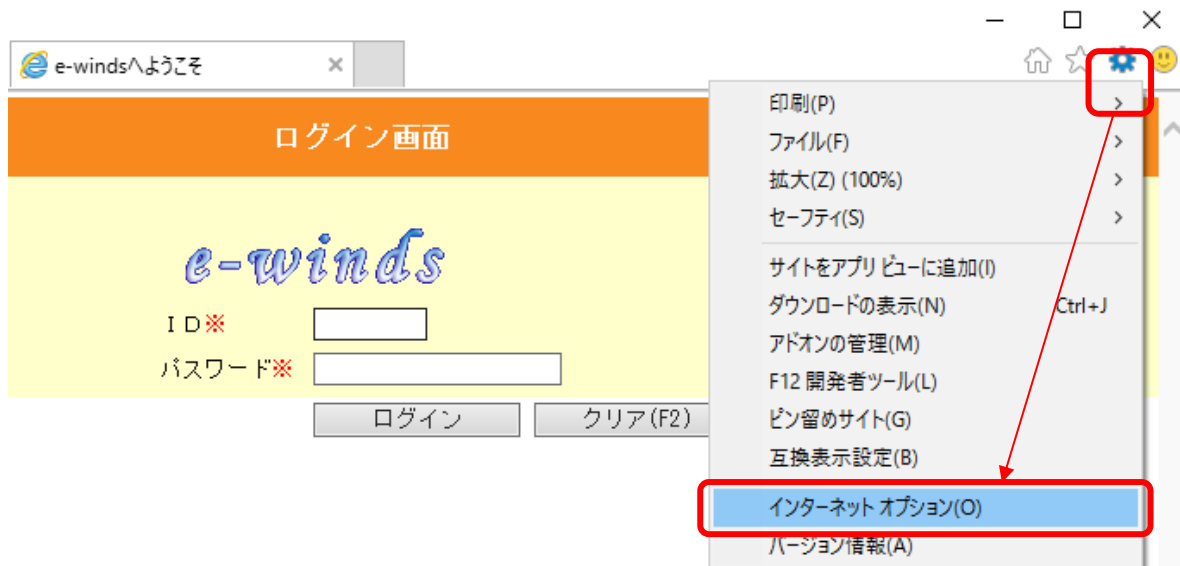 e-windsへようこそ
ログイン画面
e-winds
ＩＤ※
パスワード※
ログイン
クリア(F2)
印刷(P)
ファイル(F)
拡大(Z) (100%)
セーフティ(S)
サイトをアプリ ビューに追加(I)
ダウンロードの表示(N) Ctrl+J
アドオンの管理(M)
F12 開発者ツール(L)
ピン留めサイト(G)
互換表示設定(B)
インターネット オプション(O)
バージョン情報(A)